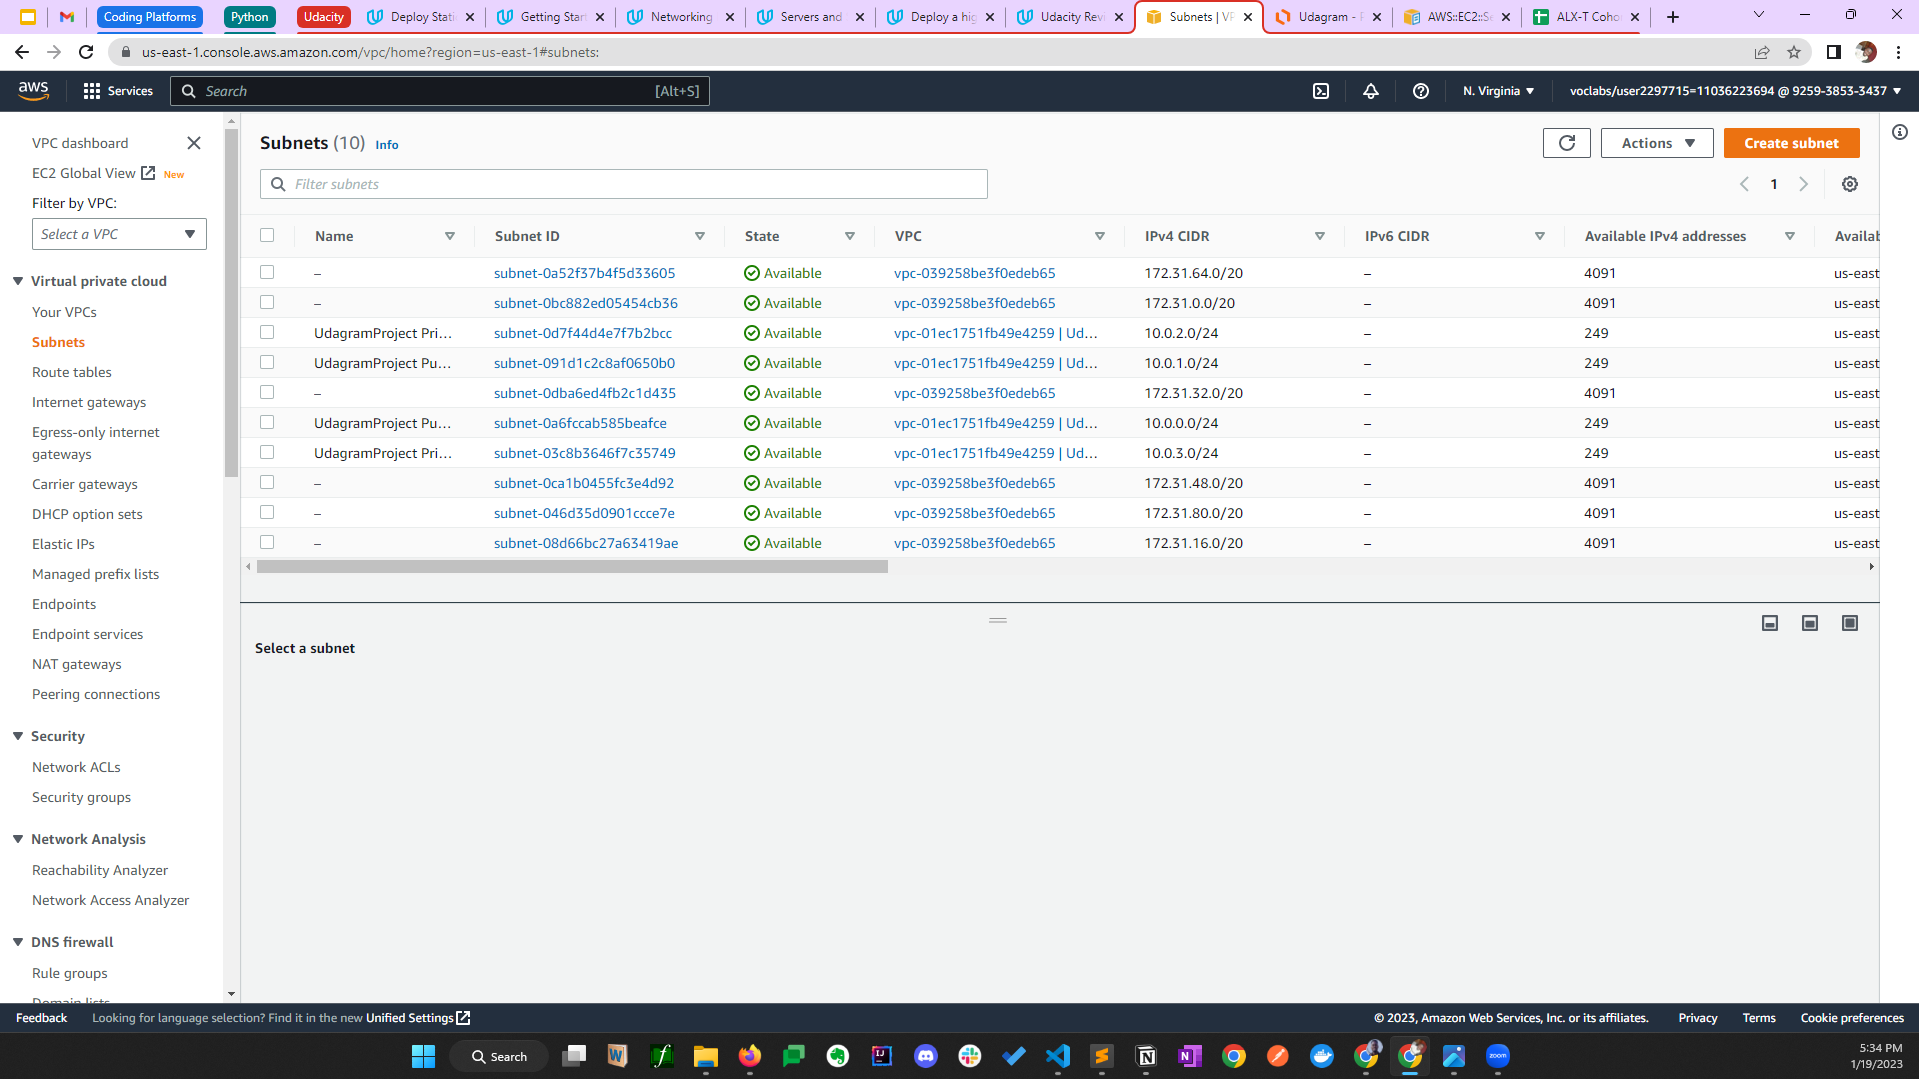 Coding Platforms
Python
Udacity
Deploy Stati
Getting Star
Networking
Servers and
Deploy a hig
Udacity Revi
Subnets | VP
Udagram - P
AWS::EC2::Se
ALX-T Coho
us-east-1.console.aws.amazon.com/vpc/home?region=us-east-1#subnets:
aws
Services
Search
[Alt+S]
N. Virginia
voclabs/user2297715=11036223694 @ 9259-3853-3437
VPC dashboard
EC2 Global View
New
Filter by VPC:
Select a VPC
Virtual private cloud
Your VPCs
Subnets
Route tables
Internet gateways
Egress-only internet
gateways
Carrier gateways
DHCP option sets
Elastic IPs
Managed prefix lists
Endpoints
Endpoint services
NAT gateways
Peering connections
Security
Network ACLs
Security groups
Network Analysis
Reachability Analyzer
Network Access Analyzer
DNS firewall
Rule groups
Domain lists
Subnets (10) Info
Actions
Create subnet
Filter subnets
1
Name Subnet ID State VPC IPv4 CIDR IPv6 CIDR Available IPv4 addresses Availab
– subnet-0a52f37b4f5d33605 Available vpc-039258be3f0edeb65 172.31.64.0/20 – 4091 us-east
– subnet-0bc882ed05454cb36 Available vpc-039258be3f0edeb65 172.31.0.0/20 – 4091 us-east
UdagramProject Pri... subnet-0d7f44d4e7f7b2bcc Available vpc-01ec1751fb49e4259 | Ud... 10.0.2.0/24 – 249 us-east
UdagramProject Pu... subnet-091d1c2c8af0650b0 Available vpc-01ec1751fb49e4259 | Ud... 10.0.1.0/24 – 249 us-east
– subnet-0dba6ed4fb2c1d435 Available vpc-039258be3f0edeb65 172.31.32.0/20 – 4091 us-east
UdagramProject Pu... subnet-0a6fccab585beafce Available vpc-01ec1751fb49e4259 | Ud... 10.0.0.0/24 – 249 us-east
UdagramProject Pri... subnet-03c8b3646f7c35749 Available vpc-01ec1751fb49e4259 | Ud... 10.0.3.0/24 – 249 us-east
– subnet-0ca1b0455fc3e4d92 Available vpc-039258be3f0edeb65 172.31.48.0/20 – 4091 us-east
– subnet-046d35d0901ccce7e Available vpc-039258be3f0edeb65 172.31.80.0/20 – 4091 us-east
– subnet-08d66bc27a63419ae Available vpc-039258be3f0edeb65 172.31.16.0/20 – 4091 us-east
Select a subnet
Feedback
Looking for language selection? Find it in the new Unified Settings
© 2023, Amazon Web Services, Inc. or its affiliates.
Privacy
Terms
Cookie preferences
Search
zoom
5:34 PM
1/19/2023